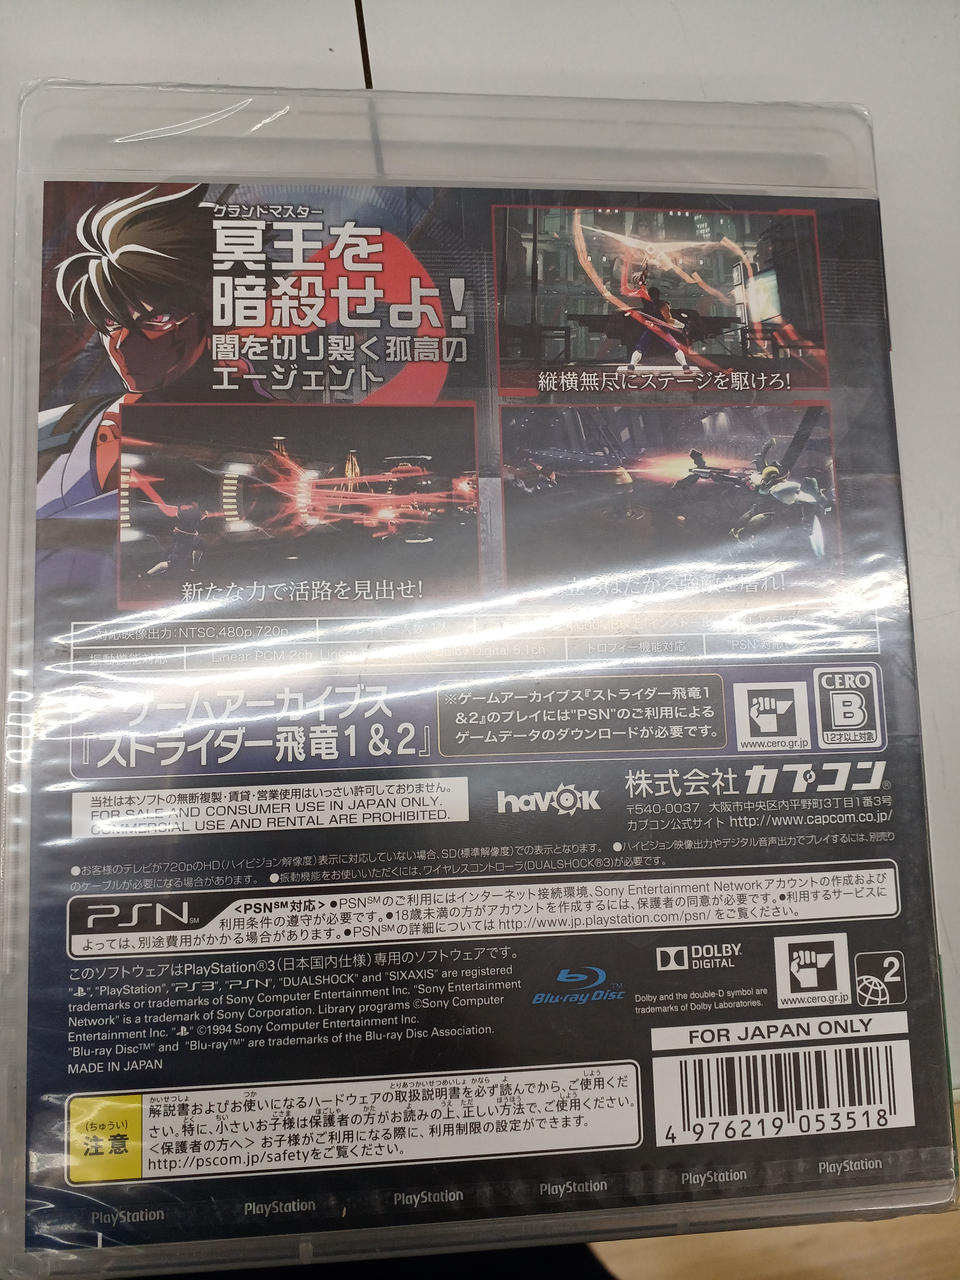 グランドマスター
冥王を
暗殺せよ!
闇を切り裂く孤高の
エージェント
縦横無尽にステージを駆けろ!
新たな力で活路を見出せ!
立ちはだかる強敵を屠れ!
対応映像出力:NTSC,480p,720p
振動機能対応
Linear PCM 2ch,
Digital 5.1ch
トロフィー機能対応
ゲームアーカイブス
『ストライダー飛竜1&2』
※ゲームアーカイブス『ストライダー飛竜1
&2』のプレイには"PSN"のご利用による
ゲームデータのダウンロードが必要です。
www.cero.gr.jp
CERO
B
12才以上対象
当社は本ソフトの無断複製・賃貸・営業使用はいっさい許可しておりません。
FOR SALE AND CONSUMER USE IN JAPAN ONLY.
COMMERCIAL USE AND RENTAL ARE PROHIBITED.
havok
株式会社カプコン®
〒540-0037 大阪市中央区内平野町3丁目1番3号
カプコン公式サイト http://www.capcom.co.jp/
●お客様のテレビが720pのHD(ハイビジョン解像度)表示に対応していない場合、SD(標準解像度)での表示となります。 ●ハイビジョン映像出力やデジタル音声出力でプレイするには、別売り
のケーブルが必要になる場合があります。 ●振動機能をお使いいただくには、ワイヤレスコントローラ(DUALSHOCK®3)が必要です。
PSN℠
<PSN℠対応> ●PSN℠のご利用にはインターネット接続環境、Sony Entertainment Networkアカウントの作成および
利用条件の遵守が必要です。●18歳未満の方がアカウントを作成するには、保護者の同意が必要です。●利用するサービスに
よっては、別途費用がかかる場合があります。●PSN℠の詳細については http://www.jp.playstation.com/psn/ をご覧ください。
このソフトウェアはPlayStation®3(日本国内仕様)専用のソフトウェアです。
" ", "PlayStation", "PS3", "PSN", "DUALSHOCK" and "SIXAXIS" are registered
trademarks or trademarks of Sony Computer Entertainment Inc. "Sony Entertainment
Network" is a trademark of Sony Corporation. Library programs ©Sony Computer
Entertainment Inc. " " ©1994 Sony Computer Entertainment Inc.
"Blu-ray Disc™" and "Blu-ray™" are trademarks of the Blu-ray Disc Association.
MADE IN JAPAN
Blu-ray Disc™
DOLBY
DIGITAL
Dolby and the double-D symbol are
trademarks of Dolby Laboratories.
www.cero.gr.jp
2
FOR JAPAN ONLY
4 976219 053518
(ちゅうい)
注意
解説書およびお使いになるハードウェアの取扱説明書を必ず読んでから、ご使用くだ
さい。特に、小さいお子様は保護者の方がお読みの上、正しい方法で、ご使用ください。
<保護者の方へ> お子様がご利用になる際に、利用制限の設定ができます。
http://pscom.jp/safetyをご覧ください。
PlayStation
PlayStation
PlayStation
PlayStation
PlayStation
PlayStation